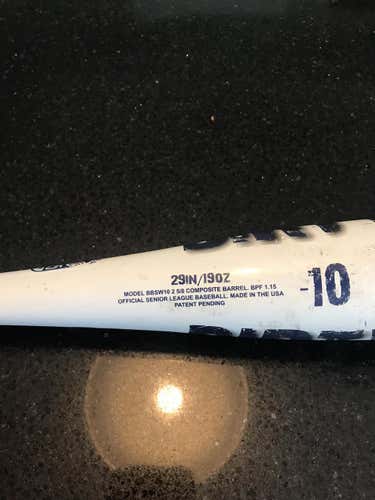 29IN/19OZ
MODEL BBSW10 2 5/8 COMPOSITE BARREL. BPF 1.15
OFFICIAL SENIOR LEAGUE BASEBALL. MADE IN THE USA
PATENT PENDING
-10